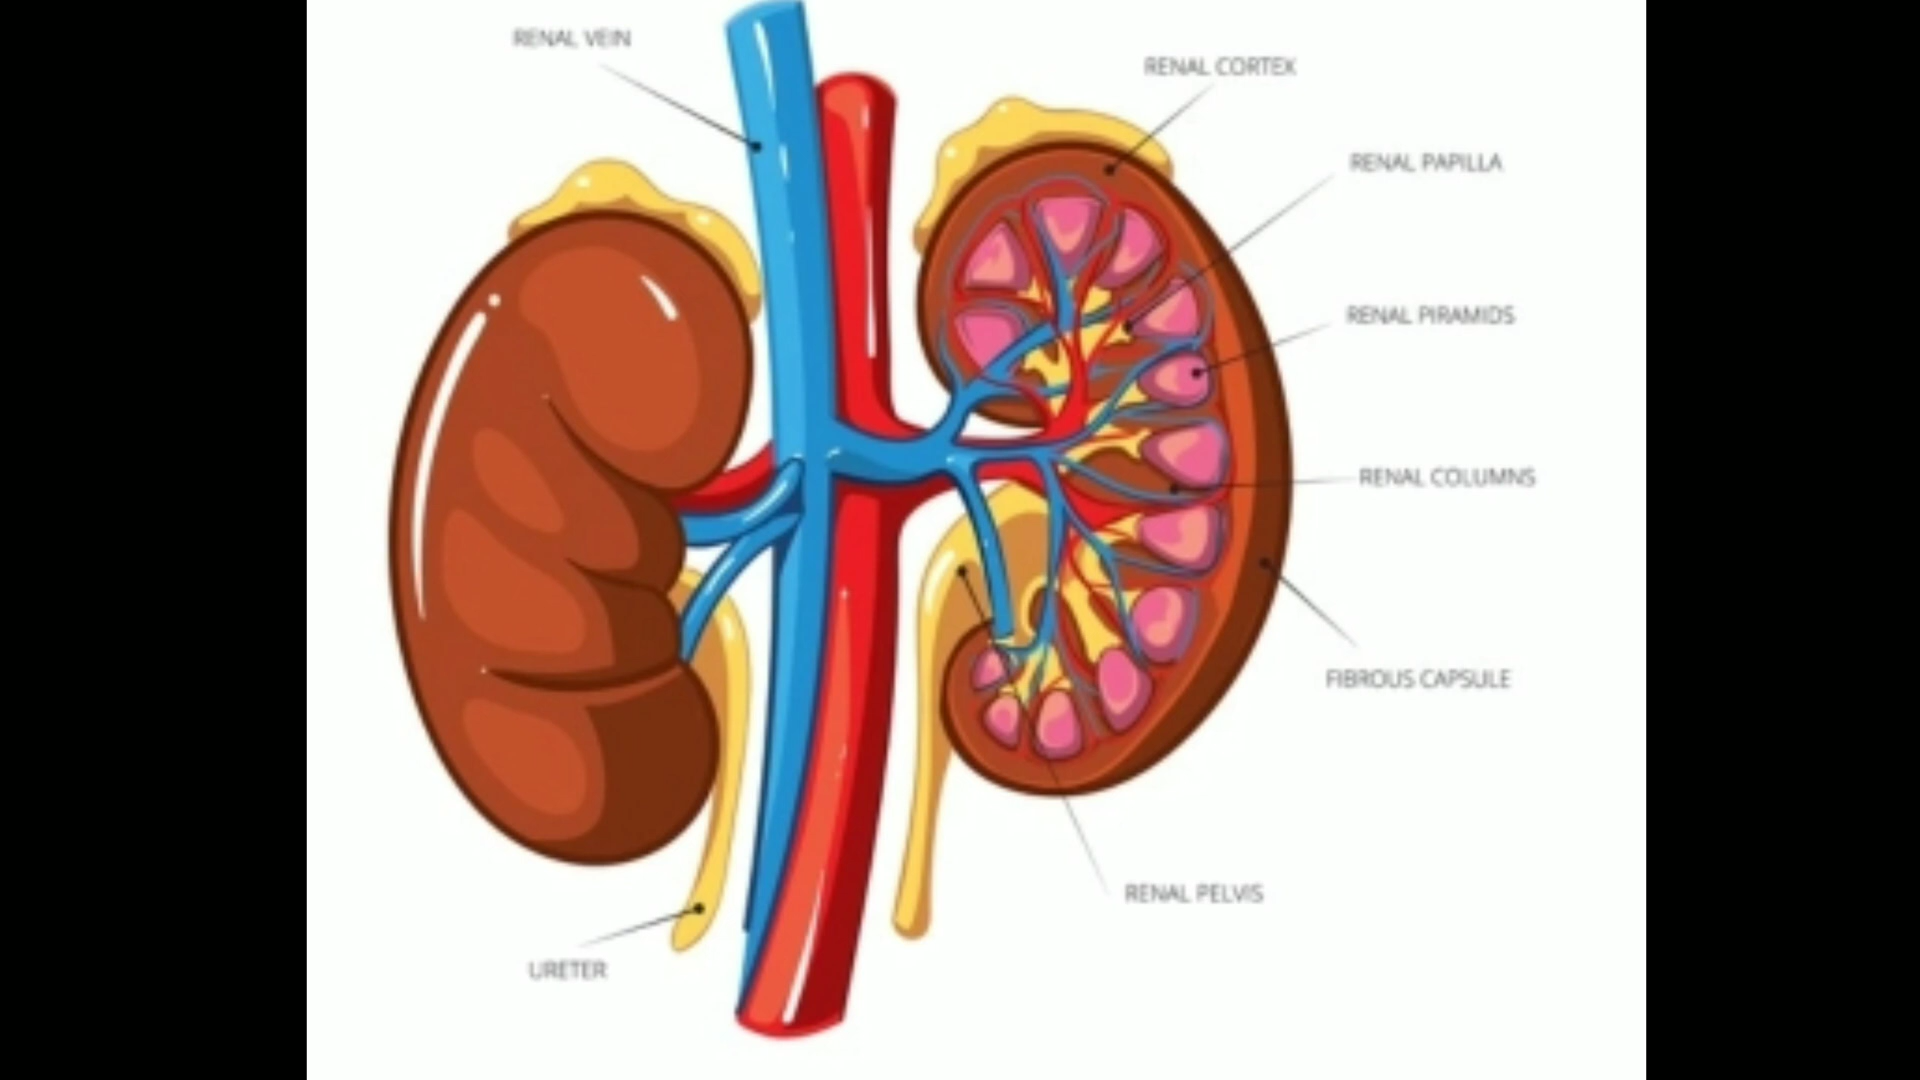 RENAL VEIN
RENAL CORTEX
RENAL PAPILLA
RENAL PIRAMIDS
RENAL COLUMNS
FIBROUS CAPSULE
RENAL PELVIS
URETER